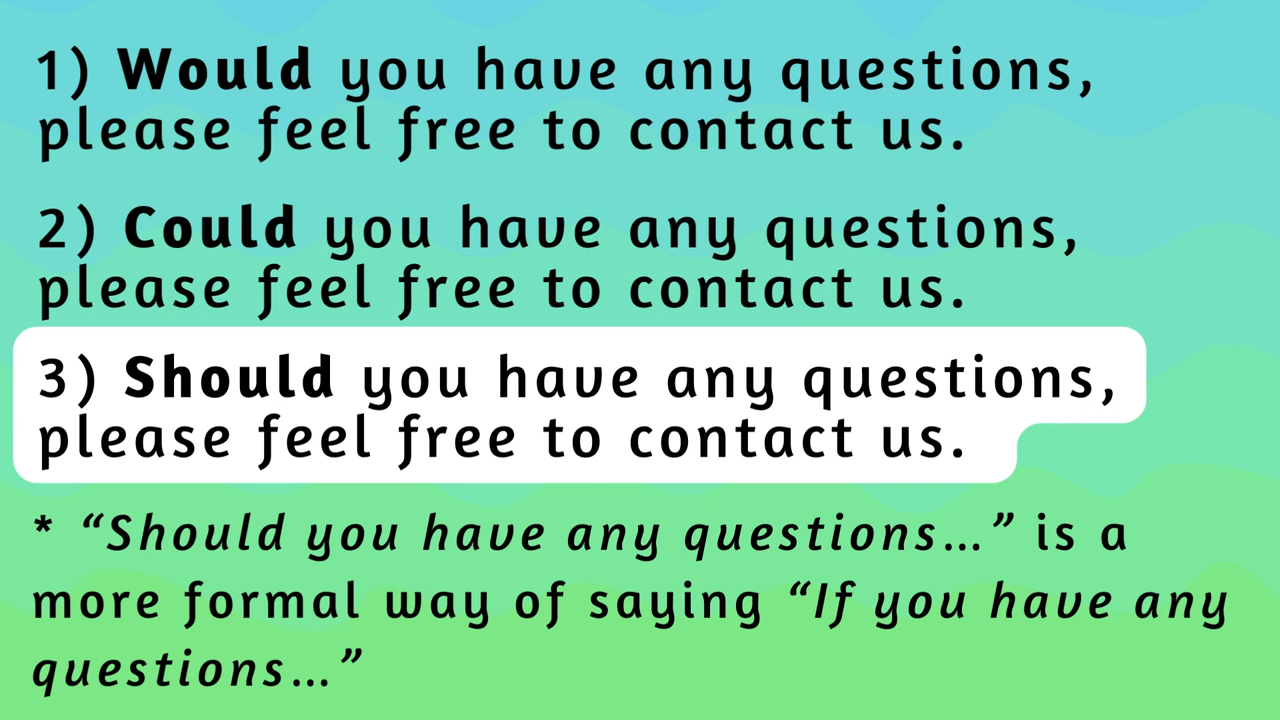 1) Would you have any questions,
please feel free to contact us.
2) Could you have any questions,
please feel free to contact us.
3) Should you have any questions,
please feel free to contact us.
* “Should you have any questions...” is a
more formal way of saying “If you have any
questions...”